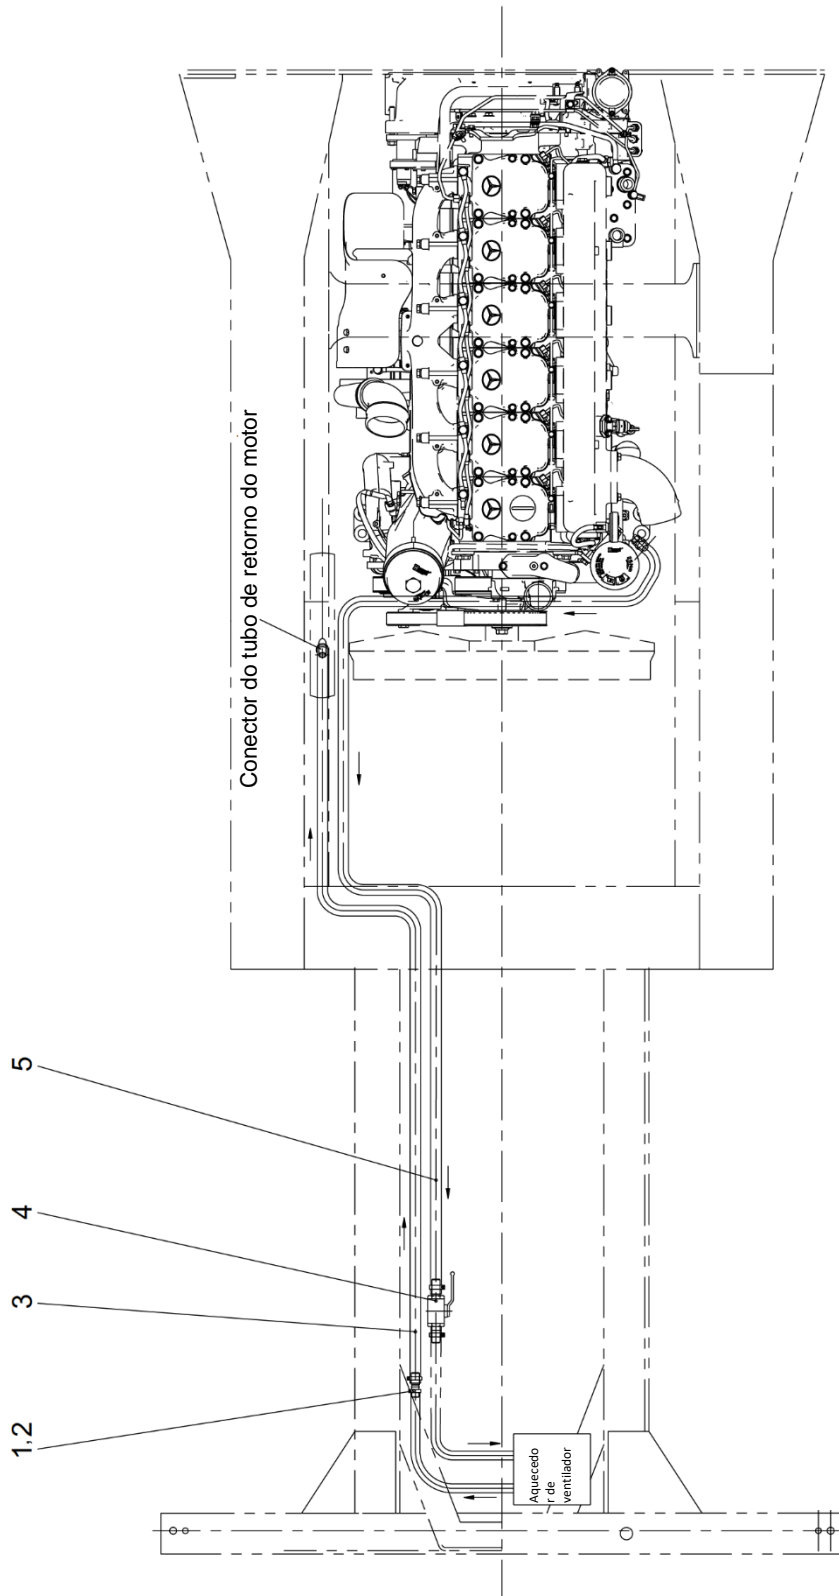 Conector do tubo de retorno do motor
5
4
3
1,2
Aquecedo
r de
ventilador